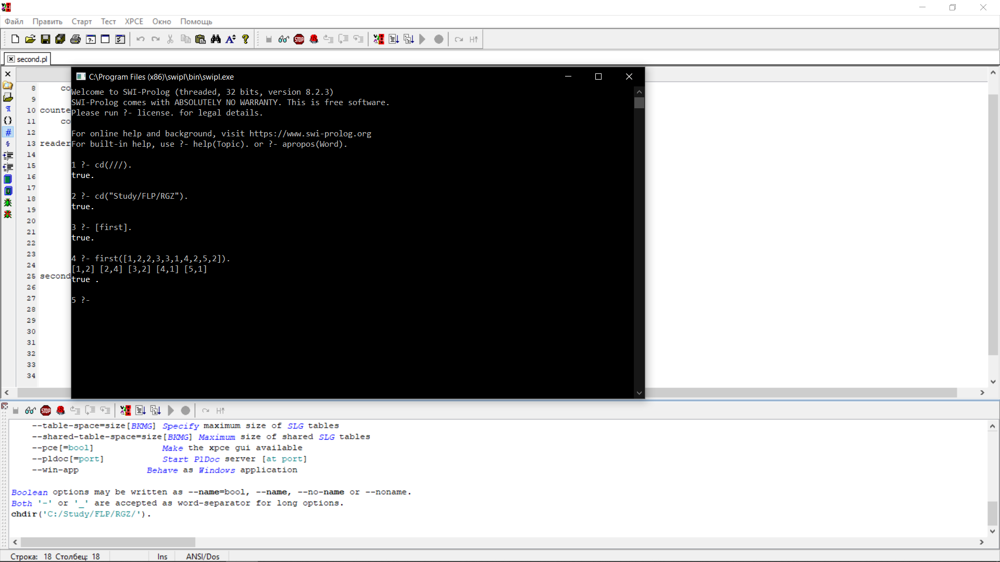 Файл Править Старт Тест XPCE Окно Помощь
second.pl
C:\Program Files (x86)\swipl\bin\swipl.exe
8 co
9
10 counte
11 co
12
13 reader
14
15
16
17
18
19
20
21
22
23
24
25 second
26
27
28
29
30
31
32
33
34
Welcome to SWI-Prolog (threaded, 32 bits, version 8.2.3)
SWI-Prolog comes with ABSOLUTELY NO WARRANTY. This is free software.
Please run ?- license. for legal details.
For online help and background, visit https://www.swi-prolog.org
For built-in help, use ?- help(Topic). or ?- apropos(Word).
1 ?- cd(///).
true.
2 ?- cd("Study/FLP/RGZ").
true.
3 ?- [first].
true.
4 ?- first([1,2,2,3,3,1,4,2,5,2]).
[1,2] [2,4] [3,2] [4,1] [5,1]
true .
5 ?-
--table-space=size[BKMG] Specify maximum size of SLG tables
--shared-table-space=size[BKMG] Maximum size of shared SLG tables
--pce[=bool] Make the xpce gui available
--pldoc[=port] Start PlDoc server [at port]
--win-app Behave as Windows application
Boolean options may be written as --name=bool, --name, --no-name or --noname.
Both '-' or '_' are accepted as word-separator for long options.
chdir('C:/Study/FLP/RGZ/').
Строка: 18 Столбец: 18 Ins ANSI/Dos